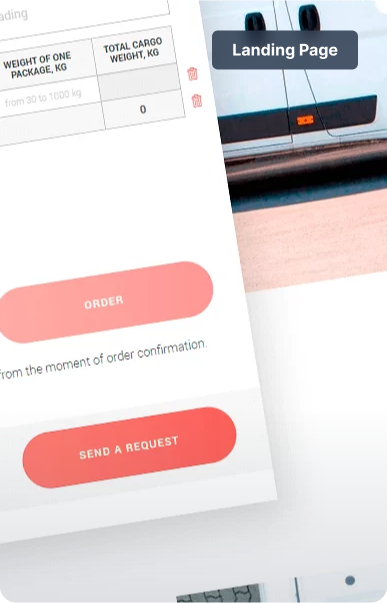 Landing Page
ading
WEIGHT OF ONE
PACKAGE, KG
TOTAL CARGO
WEIGHT, KG
from 30 to 1000 kg
0
ORDER
from the moment of order confirmation.
SEND A REQUEST